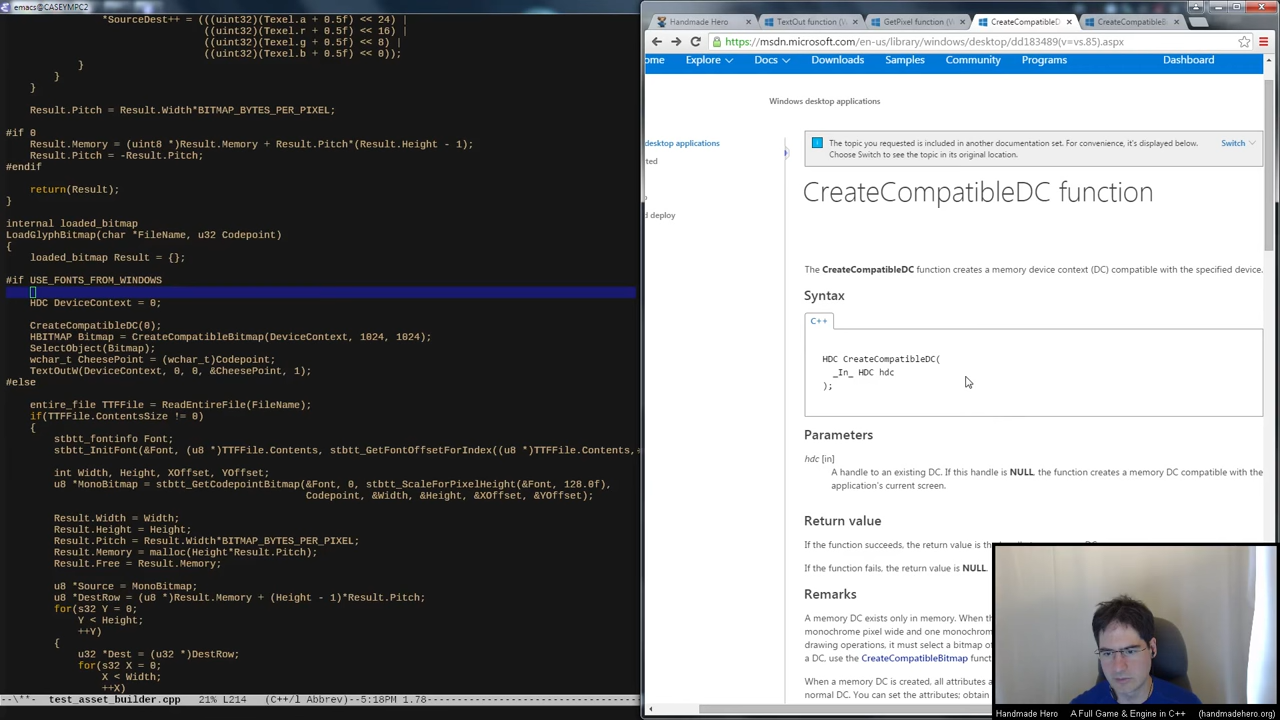 emacs@CASEYMPC2
*SourceDest++ = (((uint32)(Texel.a + 0.5f) << 24) |
((uint32)(Texel.r + 0.5f) << 16) |
((uint32)(Texel.g + 0.5f) << 8) |
((uint32)(Texel.b + 0.5f) << 0));
}
}
}
Result.Pitch = Result.Width*BITMAP_BYTES_PER_PIXEL;
#if 0
Result.Memory = (uint8 *)Result.Memory + Result.Pitch*(Result.Height - 1);
Result.Pitch = -Result.Pitch;
#endif
return(Result);
}
internal loaded_bitmap
LoadGlyphBitmap(char *FileName, u32 Codepoint)
{
loaded_bitmap Result = {};
#if USE_FONTS_FROM_WINDOWS
HDC DeviceContext = 0;
CreateCompatibleDC(0);
HBITMAP Bitmap = CreateCompatibleBitmap(DeviceContext, 1024, 1024);
SelectObject(Bitmap);
wchar_t CheesePoint = (wchar_t)Codepoint;
TextOutW(DeviceContext, 0, 0, &CheesePoint, 1);
#else
entire_file TTFFile = ReadEntireFile(FileName);
if(TTFFile.ContentsSize != 0)
{
stbtt_fontinfo Font;
stbtt_InitFont(&Font, (u8 *)TTFFile.Contents, stbtt_GetFontOffsetForIndex((u8 *)TTFFile.Contents,
int Width, Height, XOffset, YOffset;
u8 *MonoBitmap = stbtt_GetCodepointBitmap(&Font, 0, stbtt_ScaleForPixelHeight(&Font, 128.0f),
Codepoint, &Width, &Height, &XOffset, &YOffset);
Result.Width = Width;
Result.Height = Height;
Result.Pitch = Result.Width*BITMAP_BYTES_PER_PIXEL;
Result.Memory = malloc(Height*Result.Pitch);
Result.Free = Result.Memory;
u8 *Source = MonoBitmap;
u8 *DestRow = (u8 *)Result.Memory + (Height - 1)*Result.Pitch;
for(s32 Y = 0;
Y < Height;
++Y)
{
u32 *Dest = (u32 *)DestRow;
for(s32 X = 0;
X < Width;
++X)
--\**- test_asset_builder.cpp 21% L214 (C++/l Abbrev)--5:18PM 1.78
Handmade Hero
TextOut function (
GetPixel function (
CreateCompatibleD
CreateCompatibleB
https://msdn.microsoft.com/en-us/library/windows/desktop/dd183489(v=vs.85).aspx
ome Explore Docs Downloads Samples Community Programs Dashboard
Windows desktop applications
desktop applications
d deploy
The topic you requested is included in another documentation set. For convenience, it's displayed below. Switch
Choose Switch to see the topic in its original location.
CreateCompatibleDC function
The CreateCompatibleDC function creates a memory device context (DC) compatible with the specified device.
Syntax
C++
HDC CreateCompatibleDC(
_In_ HDC hdc
);
Parameters
hdc [in]
A handle to an existing DC. If this handle is NULL, the function creates a memory DC compatible with the
application's current screen.
Return value
If the function succeeds, the return value is the
If the function fails, the return value is NULL.
Remarks
A memory DC exists only in memory. When th
monochrome pixel wide and one monochrom
drawing operations, it must select a bitmap of
a DC, use the CreateCompatibleBitmap funct
When a memory DC is created, all attributes a
normal DC. You can set the attributes; obtain
Handmade Hero A Full Game & Engine in C++ (handmadehero.org)